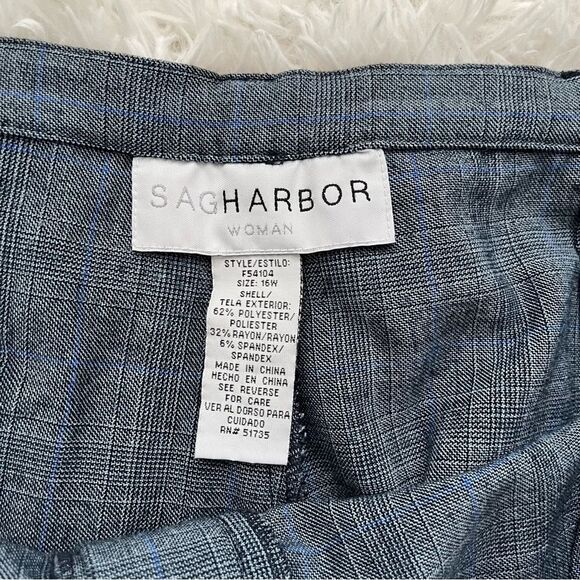 SAGHARBOR
WOMAN
STYLE/ESTILO:
F54104
SIZE: 16W
SHELL/
TELA EXTERIOR:
62% POLYESTER/
POLIESTER
32% RAYON/RAYON
6% SPANDEX/
SPANDEX
MADE IN CHINA
HECHO EN CHINA
SEE REVERSE
FOR CARE
VER AL DORSO PARA
CUIDADO
RN# 51735